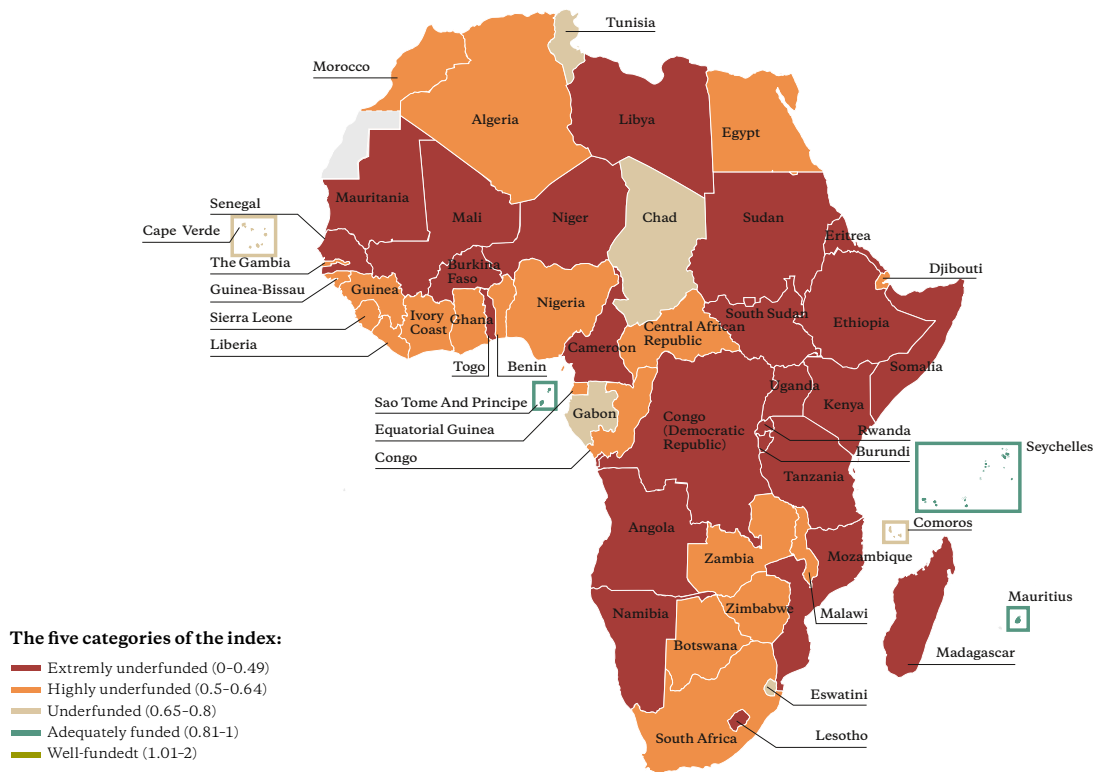 Tunisia
Morocco
Algeria
Libya
Egypt
Mauritania
Senegal
Mali
Niger
Chad
Sudan
Cape Verde
Eritrea
The Gambia
Burkina
Faso
Djibouti
Guinea-Bissau
Guinea
Nigeria
Sierra Leone
Ivory
Coast
Ghana
South Sudan
Ethiopia
Central African
Republic
Liberia
Cameroon
Togo
Benin
Somalia
Uganda
Sao Tome And Principe
Gabon
Kenya
Congo
(Democratic
Republic)
Equatorial Guinea
Rwanda
Seychelles
Congo
Burundi
Tanzania
Angola
Comoros
Zambia
Mozambique
Mauritius
Namibia
Zimbabwe
Malawi
Botswana
Madagascar
Eswatini
South Africa
Lesotho
The five categories of the index:
Extremly underfunded (0-0.49)
Highly underfunded (0.5-0.64)
Underfunded (0.65-0.8)
Adequately funded (0.81-1)
Well-fundedt (1.01-2)